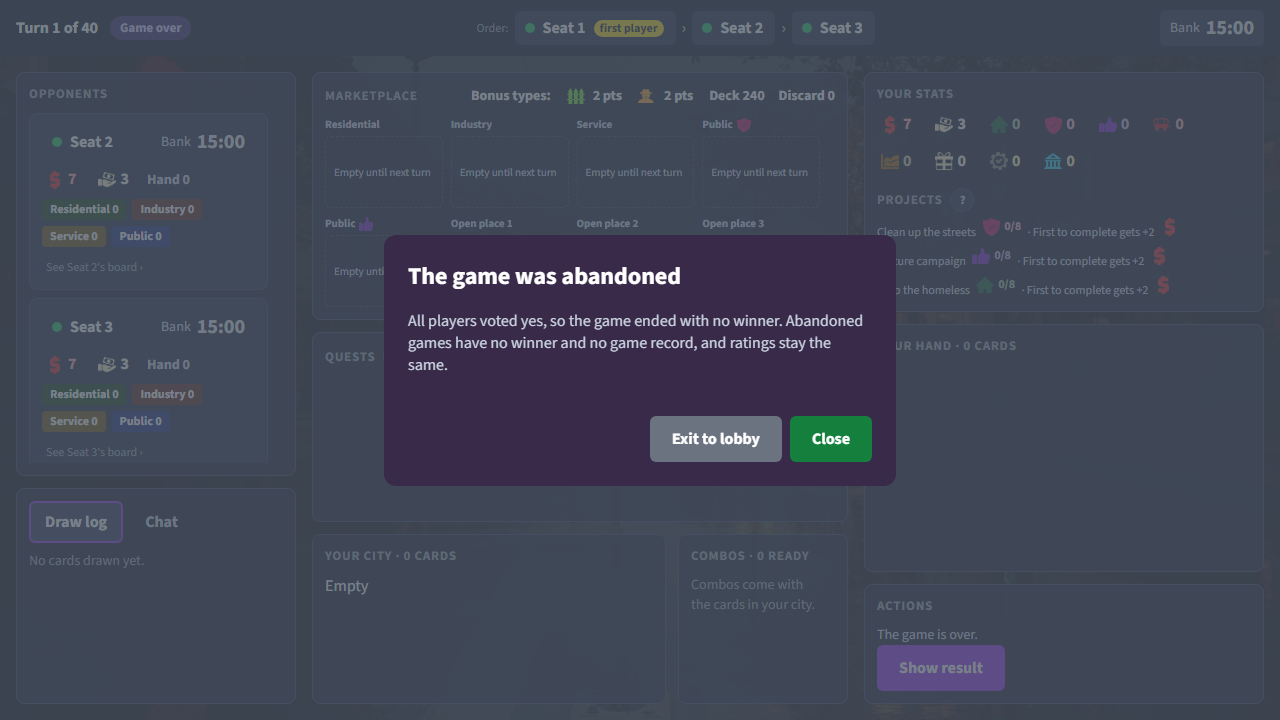 Turn 1 of 40 Game over
Order: Seat 1 first player › Seat 2 › Seat 3
Bank 15:00
OPPONENTS
Seat 2 Bank 15:00
7 3 Hand 0
Residential 0 Industry 0
Service 0 Public 0
See Seat 2's board ›
Seat 3 Bank 15:00
7 3 Hand 0
Residential 0 Industry 0
Service 0 Public 0
See Seat 3's board ›
Draw log Chat
No cards drawn yet.
MARKETPLACE Bonus types: 2 pts 2 pts Deck 240 Discard 0
Residential Industry Service Public
Empty until next turn Empty until next turn Empty until next turn Empty until next turn
Public Open place 1 Open place 2 Open place 3
Empty until
QUESTS
The game was abandoned
All players voted yes, so the game ended with no winner. Abandoned
games have no winner and no game record, and ratings stay the
same.
Exit to lobby Close
YOUR CITY · 0 CARDS
Empty
COMBOS · 0 READY
Combos come with
the cards in your city.
YOUR STATS
7 3 0 0 0 0
0 0 0 0
PROJECTS ?
Clean up the streets 0/8 · First to complete gets +2
campaign 0/8 · First to complete gets +2
the homeless 0/8 · First to complete gets +2
HAND · 0 CARDS
ACTIONS
The game is over.
Show result